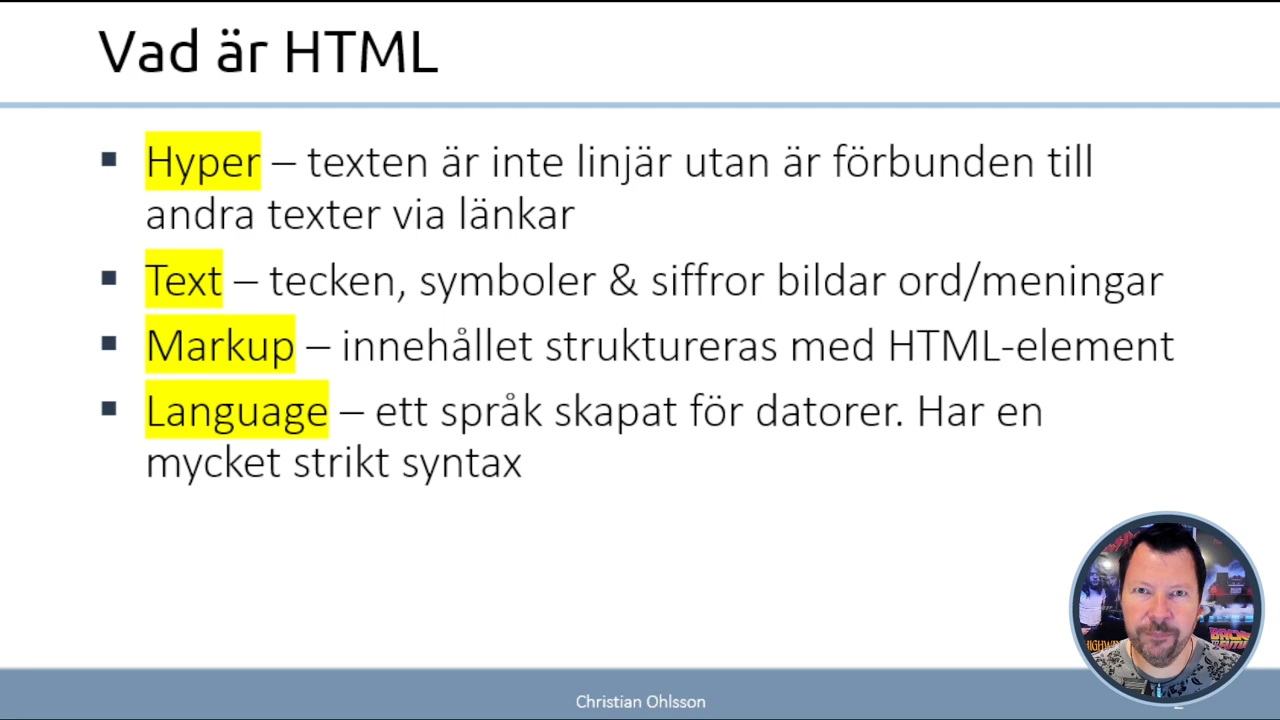 Vad är HTML
Hyper – texten är inte linjär utan är förbunden till
andra texter via länkar
Text – tecken, symboler & siffror bildar ord/meningar
Markup – innehållet struktureras med HTML-element
Language – ett språk skapat för datorer. Har en
mycket strikt syntax
BACK
Christian Ohlsson